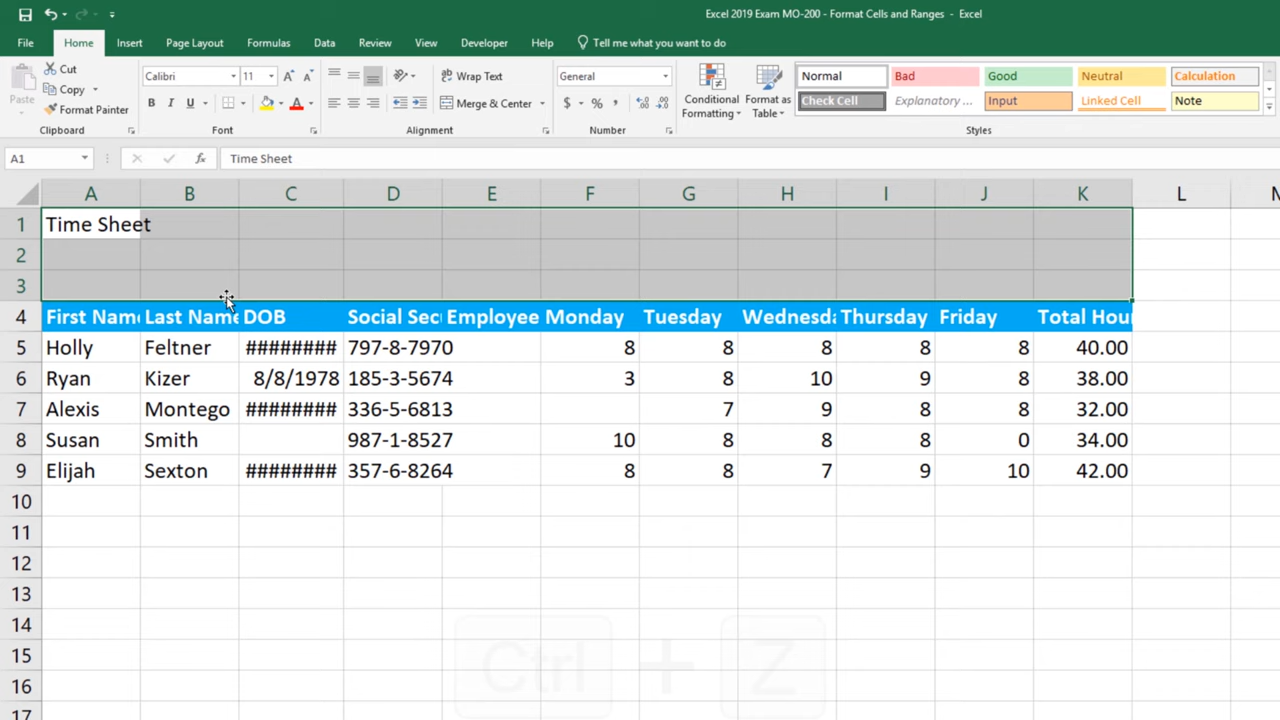 Excel 2019 Exam MO-200 - Format Cells and Ranges - Excel
File Home Insert Page Layout Formulas Data Review View Developer Help Tell me what you want to do
Paste Cut Copy Format Painter Clipboard
Calibri 11 B I U A Font
Wrap Text Merge & Center Alignment
General $ % , Number
Conditional Formatting Format as Table
Normal Bad Good Neutral Calculation
Check Cell Explanatory ... Input Linked Cell Note
Styles
A1 fx Time Sheet
A B C D E F G H I J K L M
1 Time Sheet
2
3
4 First Name Last Name DOB Social Sec Employee Monday Tuesday Wednesda Thursday Friday Total Hour
5 Holly Feltner ######## 797-8-7970 8 8 8 8 8 40.00
6 Ryan Kizer 8/8/1978 185-3-5674 3 8 10 9 8 38.00
7 Alexis Montego ######## 336-5-6813 7 9 8 8 32.00
8 Susan Smith 987-1-8527 10 8 8 8 0 34.00
9 Elijah Sexton ######## 357-6-8264 8 8 7 9 10 42.00
10
11
12
13
14
15
16
17
Ctrl + Z